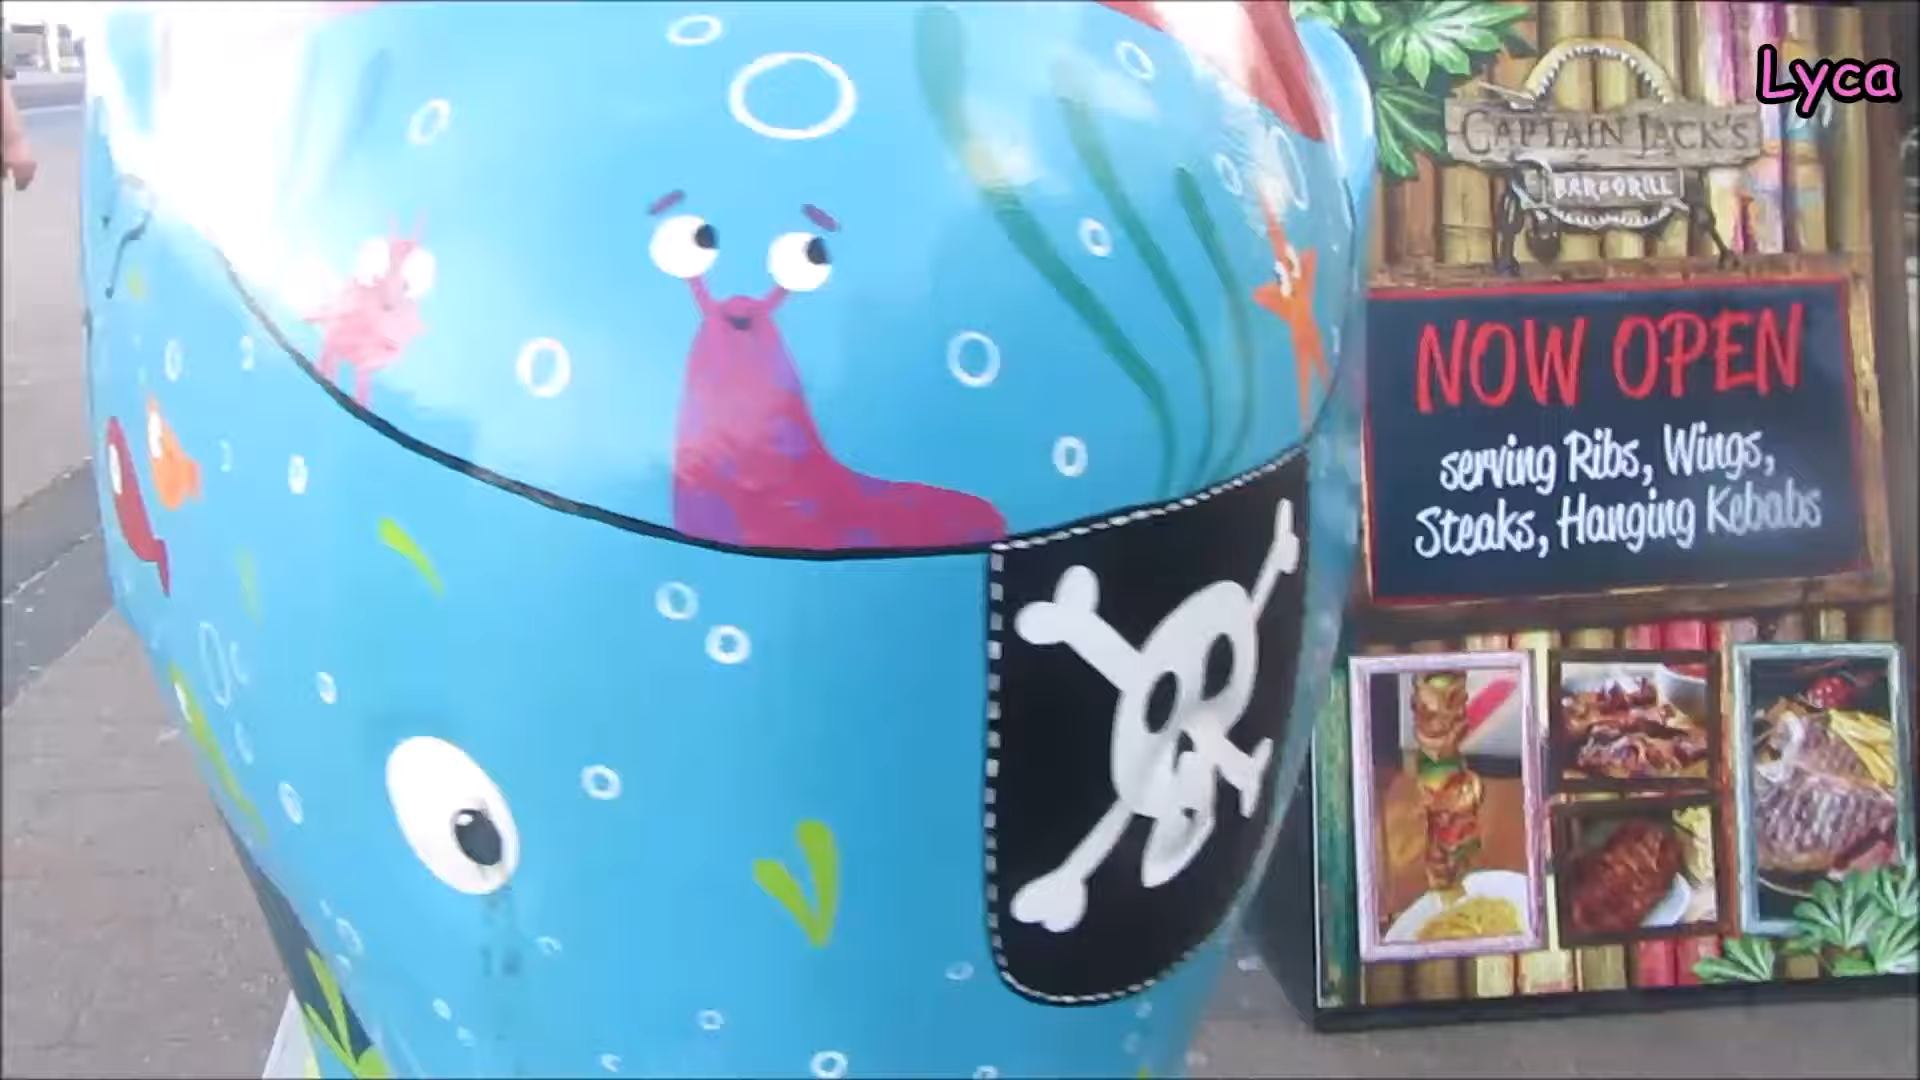 Lyca
CAPTAIN JACK'S
BAR & GRILL
NOW OPEN
serving Ribs, Wings,
Steaks, Hanging Kebabs